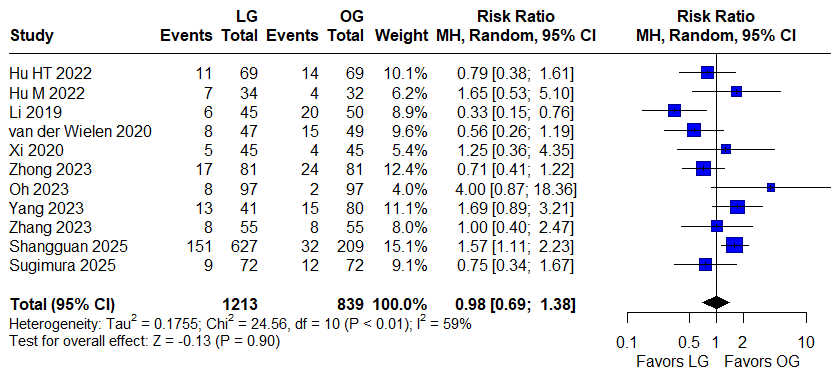 LG OG Risk Ratio Risk Ratio
Study Events Total Events Total Weight MH, Random, 95% CI MH, Random, 95% CI
Hu HT 2022 11 69 14 69 10.1% 0.79 [0.38; 1.61]
Hu M 2022 7 34 4 32 6.2% 1.65 [0.53; 5.10]
Li 2019 6 45 20 50 8.9% 0.33 [0.15; 0.76]
van der Wielen 2020 8 47 15 49 9.6% 0.56 [0.26; 1.19]
Xi 2020 5 45 4 45 5.4% 1.25 [0.36; 4.35]
Zhong 2023 17 81 24 81 12.4% 0.71 [0.41; 1.22]
Oh 2023 8 97 2 97 4.0% 4.00 [0.87; 18.36]
Yang 2023 13 41 15 80 11.1% 1.69 [0.89; 3.21]
Zhang 2023 8 55 8 55 8.0% 1.00 [0.40; 2.47]
Shangguan 2025 151 627 32 209 15.1% 1.57 [1.11; 2.23]
Sugimura 2025 9 72 12 72 9.1% 0.75 [0.34; 1.67]
Total (95% CI) 1213 839 100.0% 0.98 [0.69; 1.38]
Heterogeneity: Tau² = 0.1755; Chi² = 24.56, df = 10 (P < 0.01); I² = 59%
Test for overall effect: Z = -0.13 (P = 0.90)
0.1 0.5 1 2 10
Favors LG Favors OG